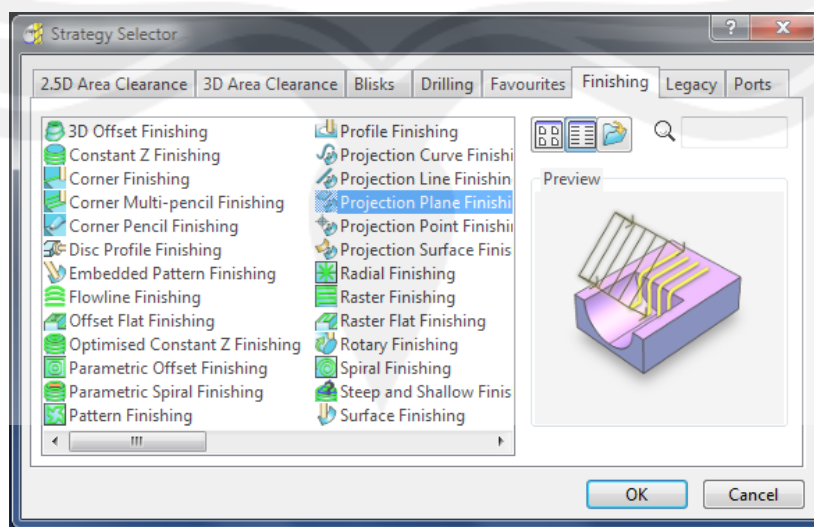 Strategy Selector
?
X
2.5D Area Clearance 3D Area Clearance Blisks Drilling Favourites Finishing Legacy Ports
3D Offset Finishing
Constant Z Finishing
Corner Finishing
Corner Multi-pencil Finishing
Corner Pencil Finishing
Disc Profile Finishing
Embedded Pattern Finishing
Flowline Finishing
Offset Flat Finishing
Optimised Constant Z Finishing
Parametric Offset Finishing
Parametric Spiral Finishing
Pattern Finishing
Profile Finishing
Projection Curve Finishi
Projection Line Finishin
Projection Plane Finishi
Projection Point Finishin
Projection Surface Finis
Radial Finishing
Raster Finishing
Raster Flat Finishing
Rotary Finishing
Spiral Finishing
Steep and Shallow Finis
Surface Finishing
Preview
OK Cancel